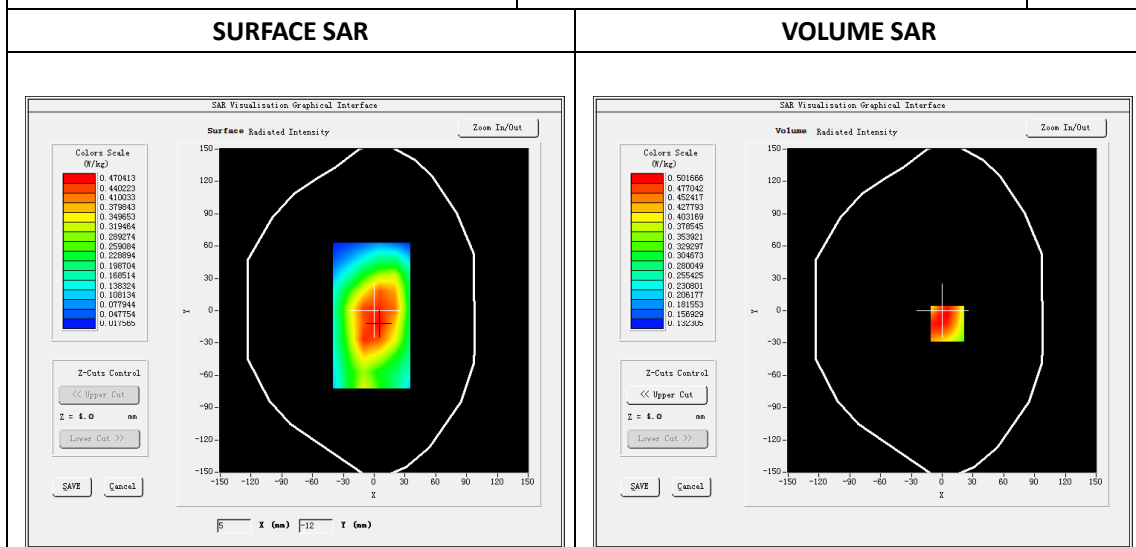 SURFACE SAR
VOLUME SAR
SAR Visualisation Graphical Interface
Surface Radiated Intensity
Zoom In/Out
Colors Scale
(W/kg)
0.470413
0.440223
0.410033
0.379843
0.349653
0.319464
0.289274
0.259084
0.228894
0.198704
0.168514
0.138324
0.108134
0.077944
0.047754
0.017565
Z-Cuts Control
<< Upper Cut
Z = 4.0 mm
Lower Cut >>
SAVE Cancel
150
120
90
60
30
0
-30
-60
-90
-120
-150
Y
-150 -120 -90 -60 -30 0 30 60 90 120 150
X
5 X (mm) -12 Y (mm)
SAR Visualisation Graphical Interface
Volume Radiated Intensity
Zoom In/Out
Colors Scale
(W/kg)
0.501666
0.477042
0.452417
0.427793
0.403169
0.378545
0.353921
0.329297
0.304673
0.280049
0.255425
0.230801
0.206177
0.181553
0.156929
0.132305
Z-Cuts Control
<< Upper Cut
Z = 4.0 mm
Lower Cut >>
SAVE Cancel
150
120
90
60
30
0
-30
-60
-90
-120
-150
Y
-150 -120 -90 -60 -30 0 30 60 90 120 150
X